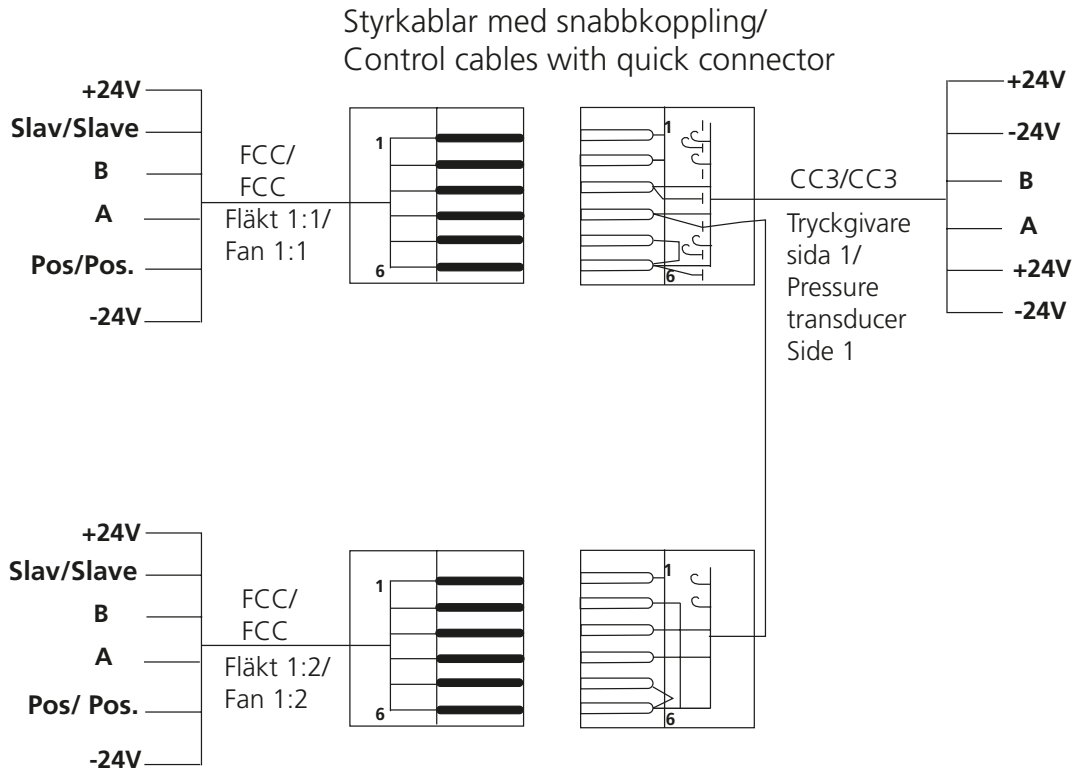 Styrkablar med snabbkoppling/
Control cables with quick connector
+24V
Slav/Slave
B
A
Pos/Pos.
-24V
FCC/
FCC
Fläkt 1:1/
Fan 1:1
1
6
1
6
CC3/CC3
Tryckgivare
sida 1/
Pressure
transducer
Side 1
+24V
-24V
B
A
+24V
-24V
+24V
Slav/Slave
B
A
Pos/ Pos.
-24V
FCC/
FCC
Fläkt 1:2/
Fan 1:2
1
6
1
6